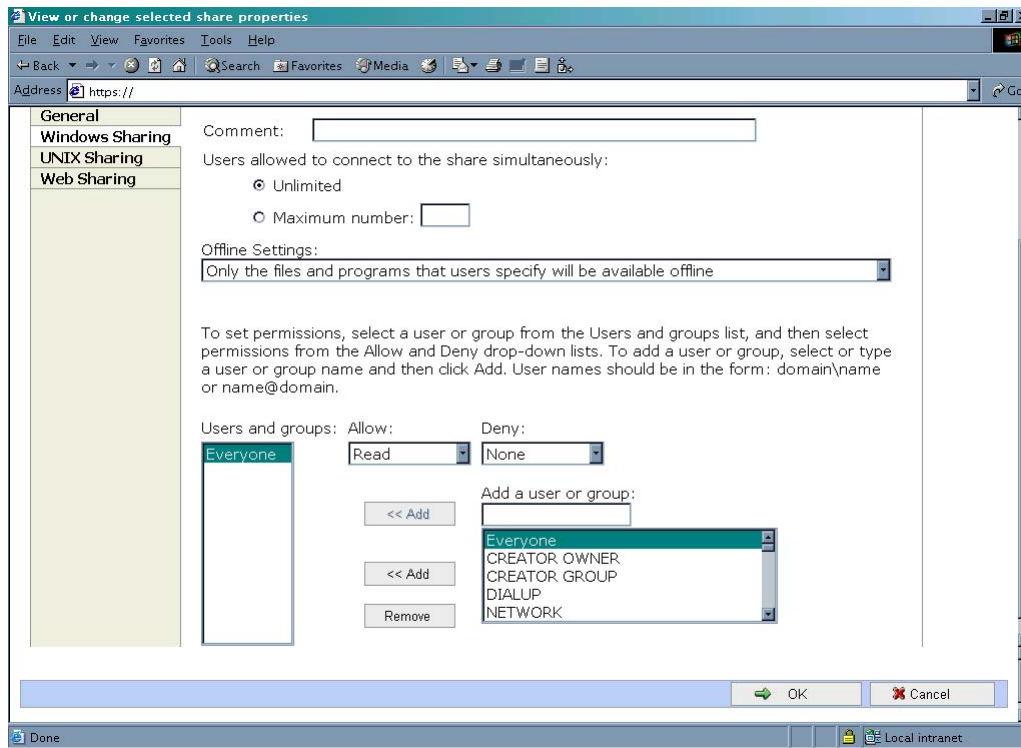 View or change selected share properties
File Edit View Favorites Tools Help
Back Search Favorites Media
Address https:// Go
General
Windows Sharing
UNIX Sharing
Web Sharing
Comment:
Users allowed to connect to the share simultaneously:
Unlimited
Maximum number:
Offline Settings:
Only the files and programs that users specify will be available offline
To set permissions, select a user or group from the Users and groups list, and then select
permissions from the Allow and Deny drop-down lists. To add a user or group, select or type
a user or group name and then click Add. User names should be in the form: domain\name
or name@domain.
Users and groups: Allow: Deny:
Everyone Read None
Add a user or group:
<< Add
Everyone
CREATOR OWNER
CREATOR GROUP
DIALUP
NETWORK
<< Add
Remove
OK Cancel
Done Local intranet